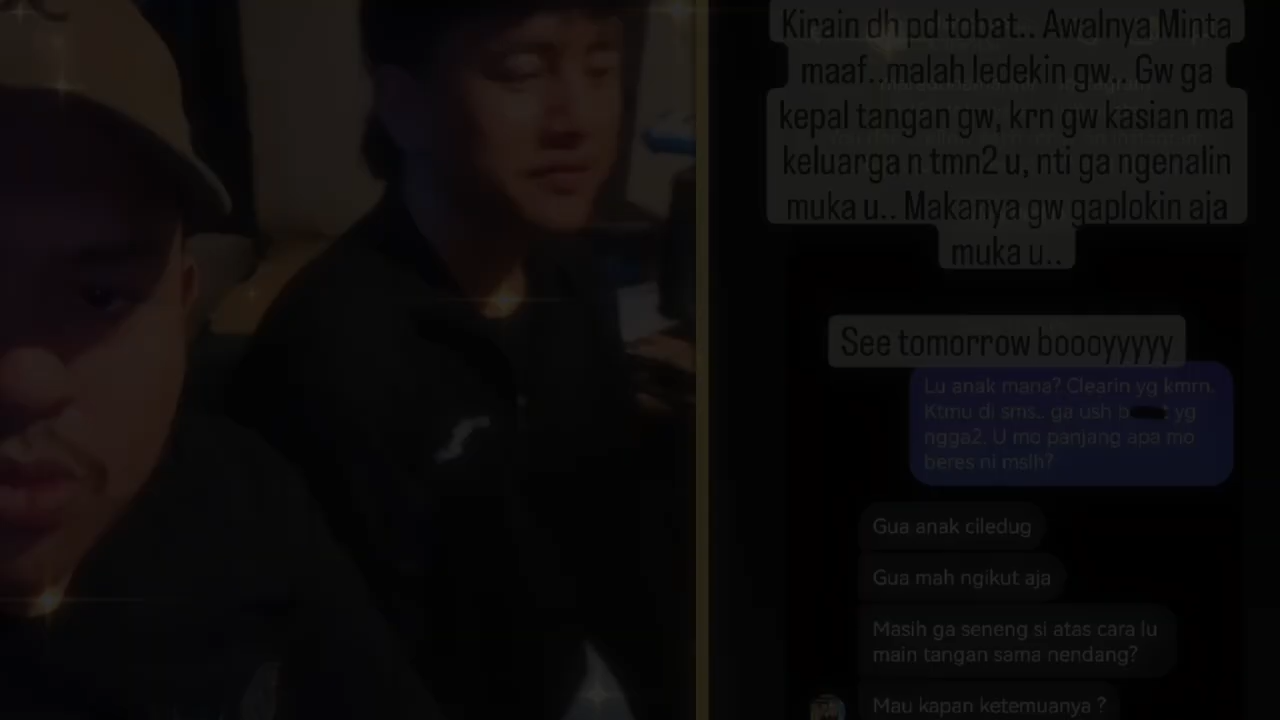 Kirain dh pd tobat.. Awalnya Minta
maaf..malah ledekin gw.. Gw ga
kepal tangan gw, krn gw kasian ma
keluarga n tmn2 u, nti ga ngenalin
muka u.. Makanya gw gaplokin aja
muka u..
See tomorrow boooyyyyy
Lu anak mana? Clearin yg kmrn.
Ktmu di sms.. ga ush b t yg
ngga2. U mo panjang apa mo
beres ni mslh?
Gua anak ciledug
Gua mah ngikut aja
Masih ga seneng si atas cara lu
main tangan sama nendang?
Mau kapan ketemuanya ?